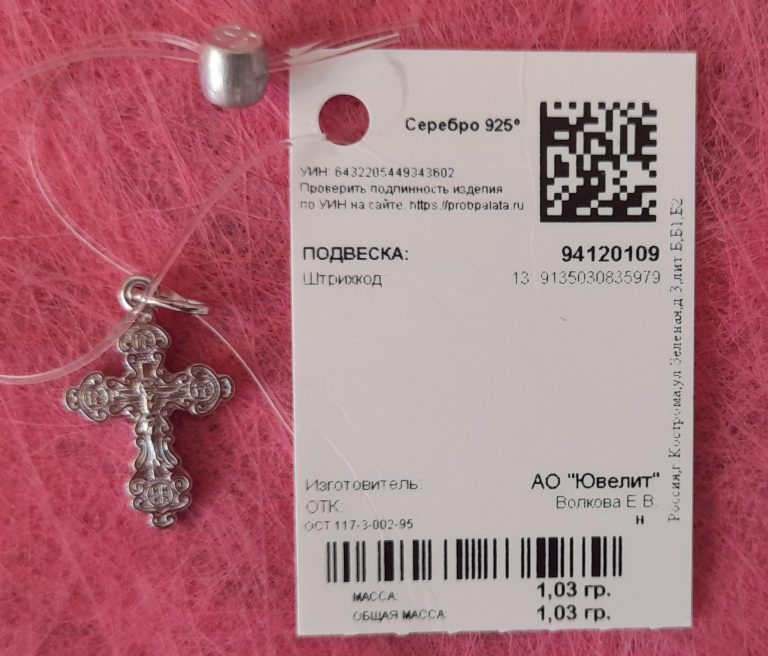 Серебро 925°
УИН: 6432205449343602
Проверить подлинность изделия
по УИН на сайте: https://probpalata.ru
ПОДВЕСКА: 94120109
Штрихкод: 13 9135030835979
Изготовитель: АО "Ювелит"
ОТК: Волкова Е.В.
ОСТ 117-3-002-95 н
МАССА: 1,03 гр.
ОБЩАЯ МАССА: 1,03 гр.
Россия,г.Кострома,ул.Зеленая,д.3,лит.Б,Б1,Б2